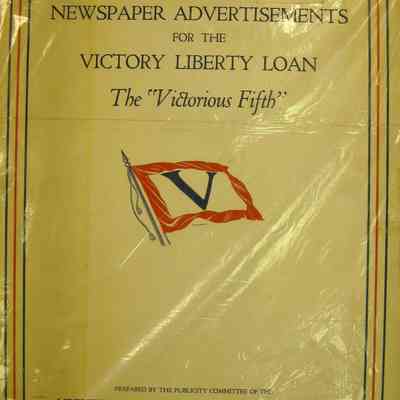 NEWSPAPER ADVERTISEMENTS
FOR THE
VICTORY LIBERTY LOAN
The "Victorious Fifth"
V
PREPARED BY THE PUBLICITY COMMITTEE OF THE